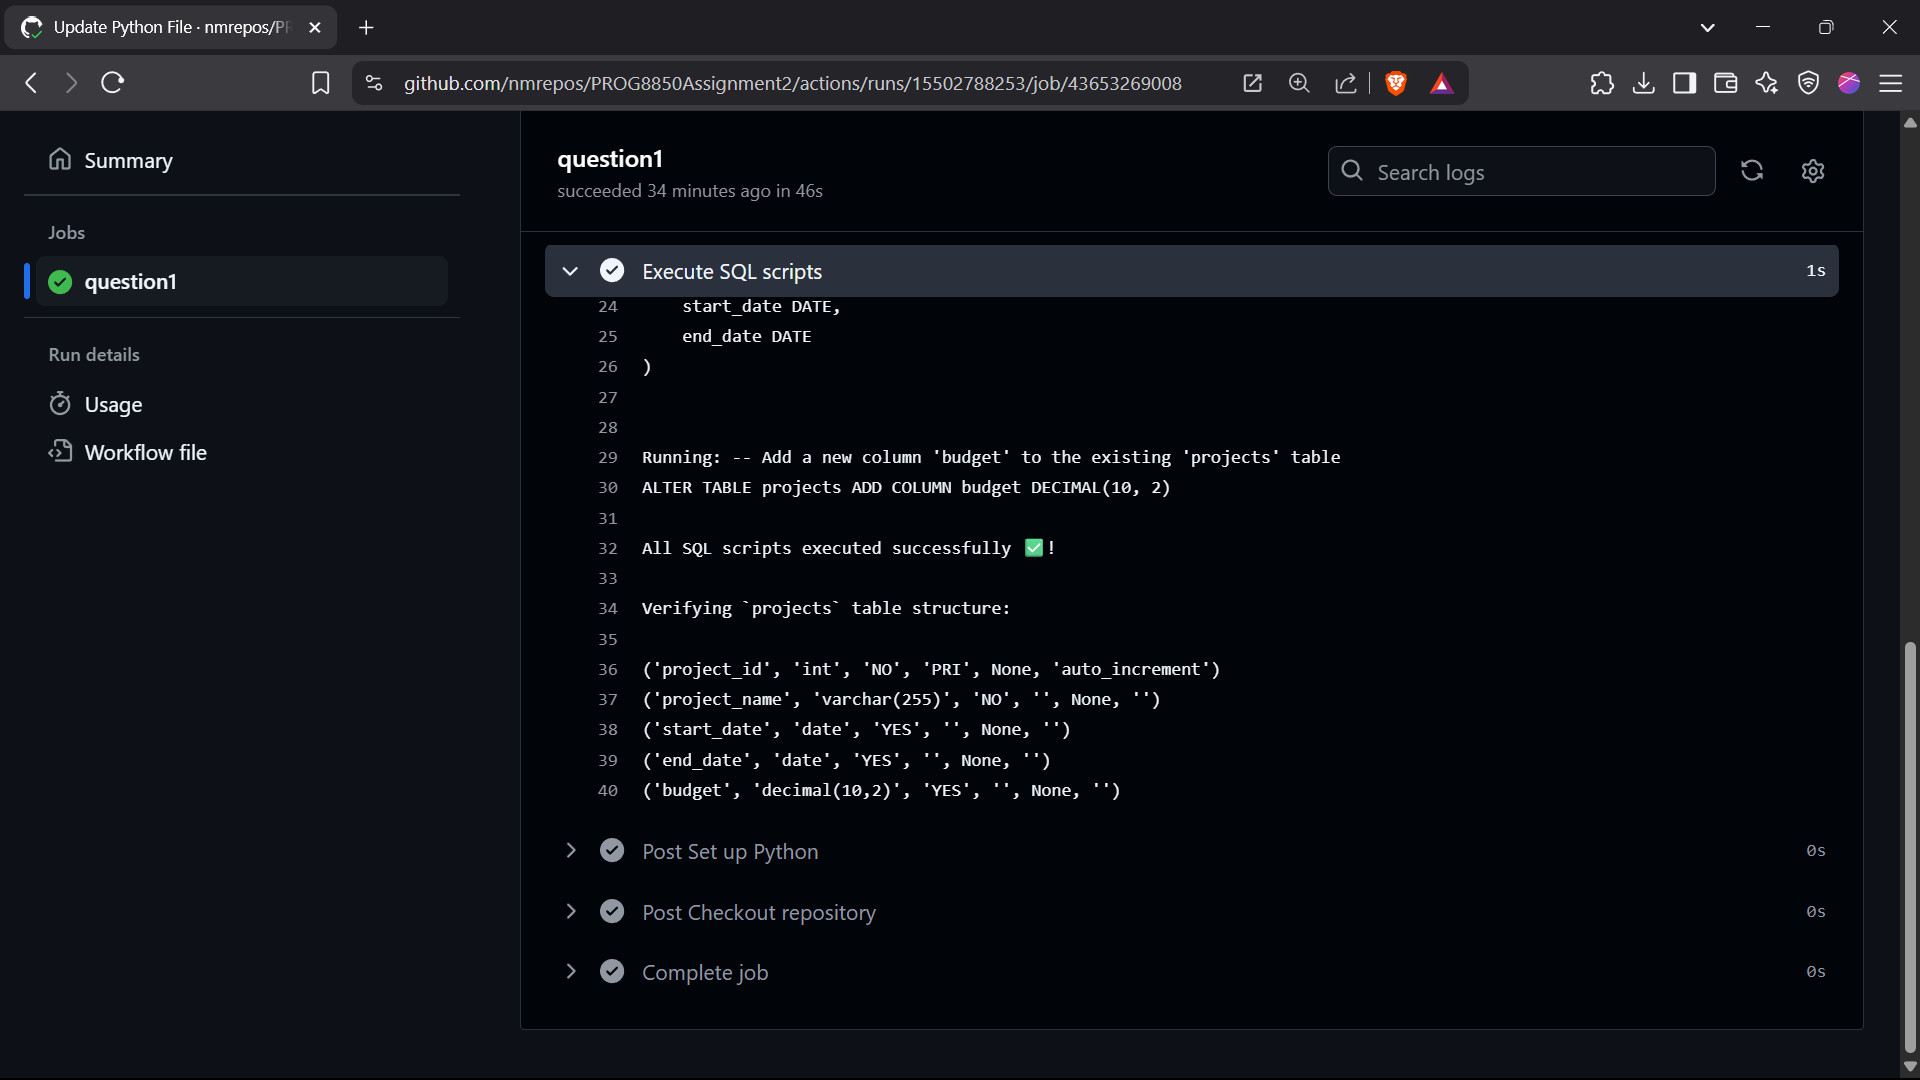 Update Python File · nmrepos/PR
github.com/nmrepos/PROG8850Assignment2/actions/runs/15502788253/job/43653269008
Summary
Jobs
question1
Run details
Usage
Workflow file
question1
succeeded 34 minutes ago in 46s
Search logs
Execute SQL scripts 1s
24 start_date DATE,
25 end_date DATE
26 )
27
28
29 Running: -- Add a new column 'budget' to the existing 'projects' table
30 ALTER TABLE projects ADD COLUMN budget DECIMAL(10, 2)
31
32 All SQL scripts executed successfully ✅!
33
34 Verifying `projects` table structure:
35
36 ('project_id', 'int', 'NO', 'PRI', None, 'auto_increment')
37 ('project_name', 'varchar(255)', 'NO', '', None, '')
38 ('start_date', 'date', 'YES', '', None, '')
39 ('end_date', 'date', 'YES', '', None, '')
40 ('budget', 'decimal(10,2)', 'YES', '', None, '')
Post Set up Python 0s
Post Checkout repository 0s
Complete job 0s